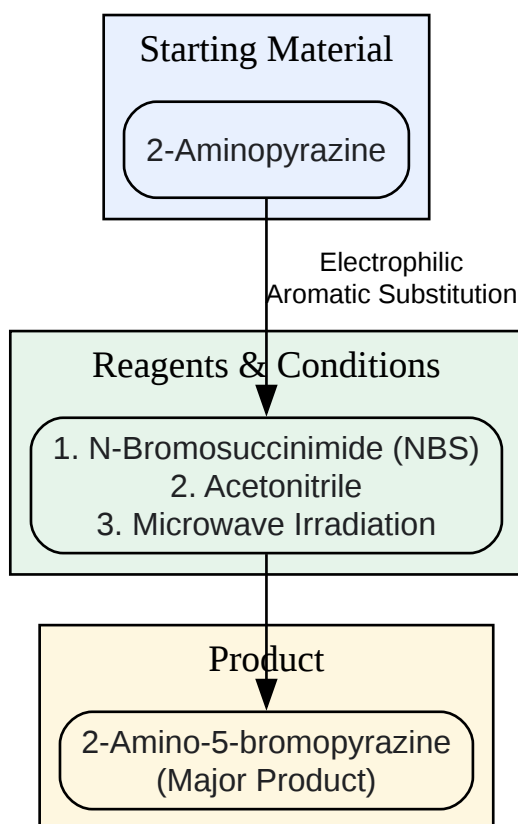 Starting Material
2-Aminopyrazine
Electrophilic
Aromatic Substitution
Reagents & Conditions
1. N-Bromosuccinimide (NBS)
2. Acetonitrile
3. Microwave Irradiation
Product
2-Amino-5-bromopyrazine
(Major Product)